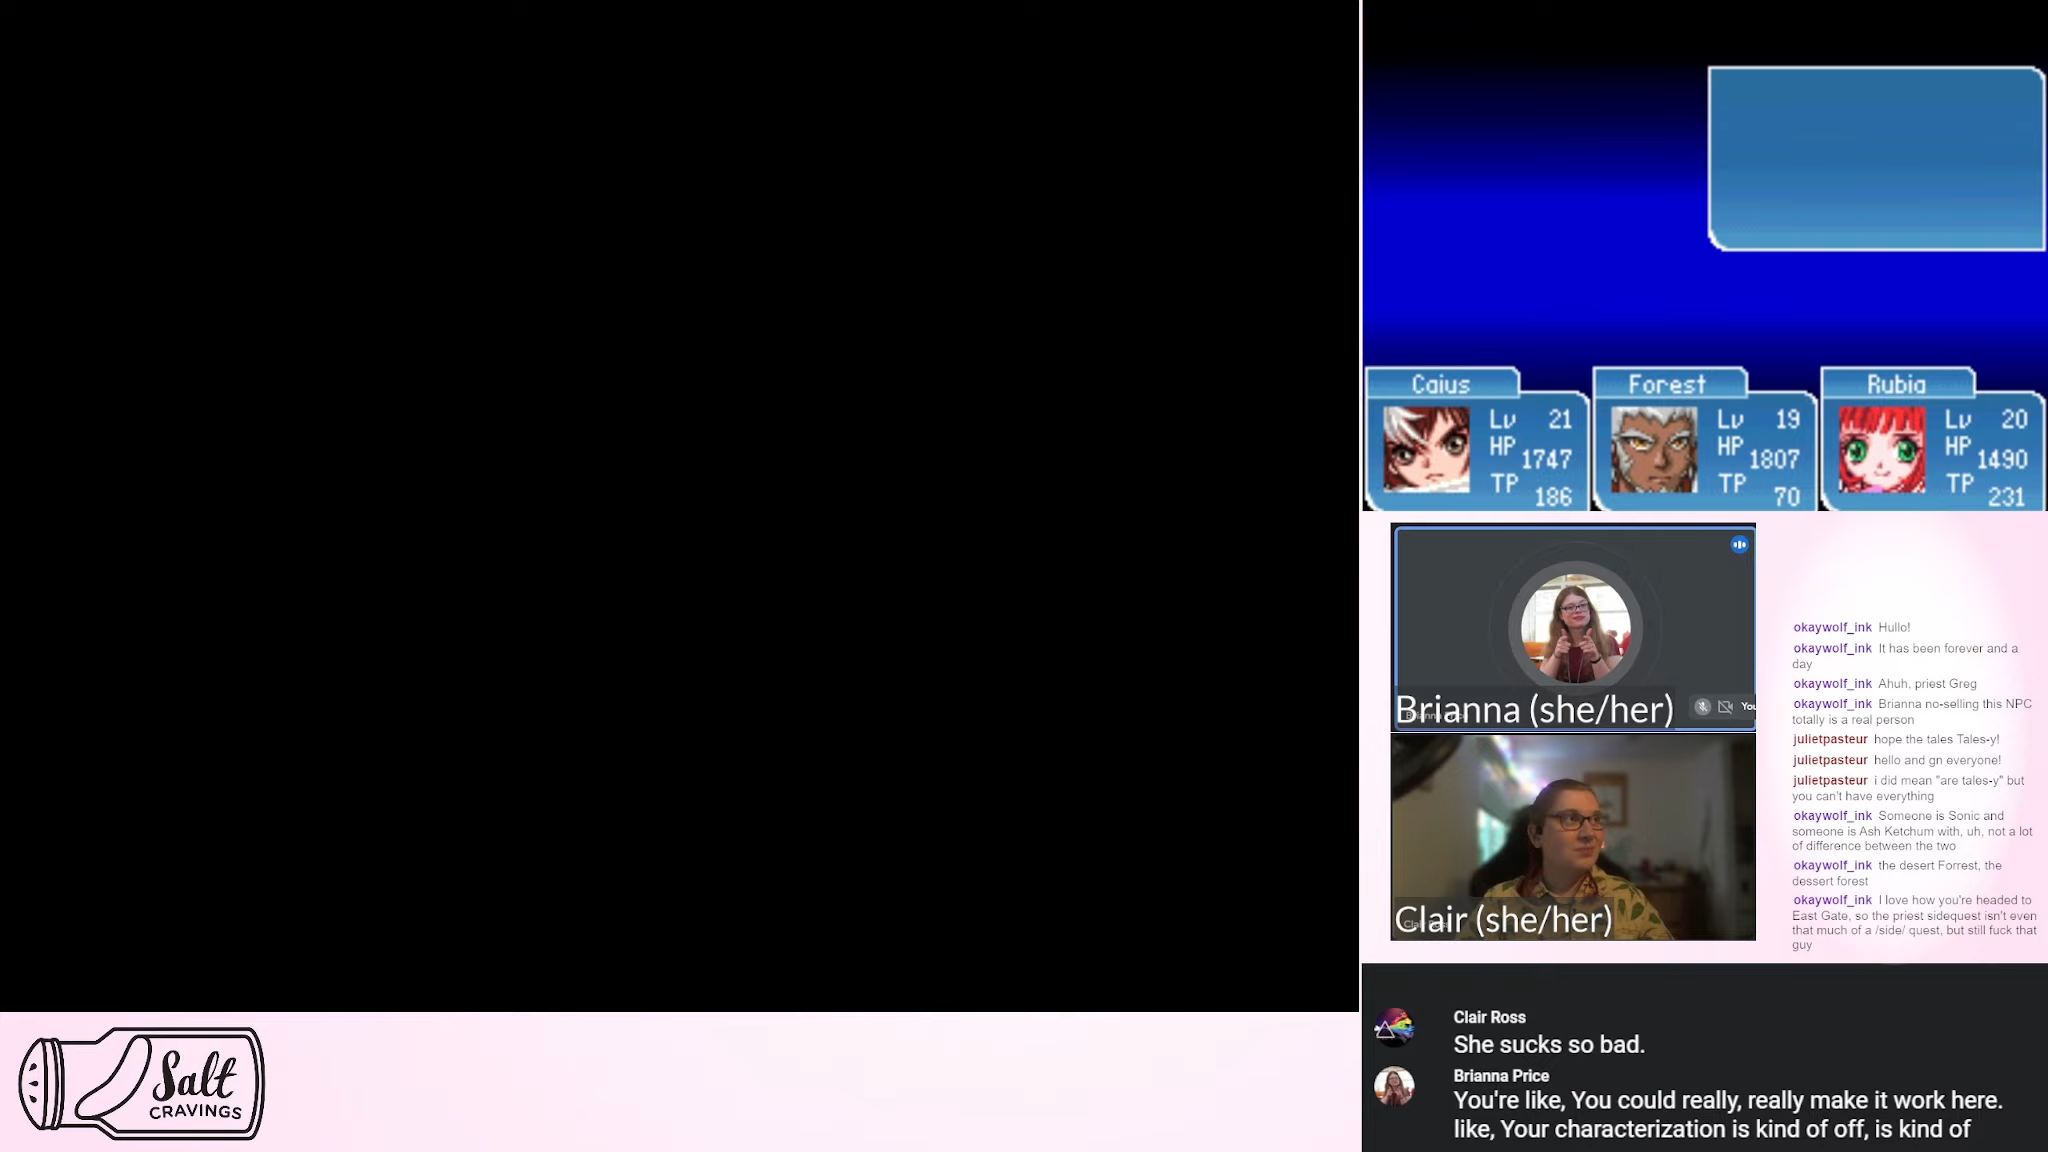 Caius
Lv 21
HP 1747
TP 186
Forest
Lv 19
HP 1807
TP 70
Rubia
Lv 20
HP 1490
TP 231
Brianna (she/her)
You
Clair (she/her)
okaywolf_ink Hullo!
okaywolf_ink It has been forever and a
day
okaywolf_ink Ahuh, priest Greg
okaywolf_ink Brianna no-selling this NPC
totally is a real person
julietpasteur hope the tales Tales-y!
julietpasteur hello and gn everyone!
julietpasteur i did mean "are tales-y" but
you can't have everything
okaywolf_ink Someone is Sonic and
someone is Ash Ketchum with, uh, not a lot
of difference between the two
okaywolf_ink the desert Forrest, the
dessert forest
okaywolf_ink I love how you're headed to
East Gate, so the priest sidequest isn't even
that much of a /side/ quest, but still fuck that
guy
Clair Ross
She sucks so bad.
Brianna Price
You're like, You could really, really make it work here.
like, Your characterization is kind of off, is kind of
Salt
CRAVINGS